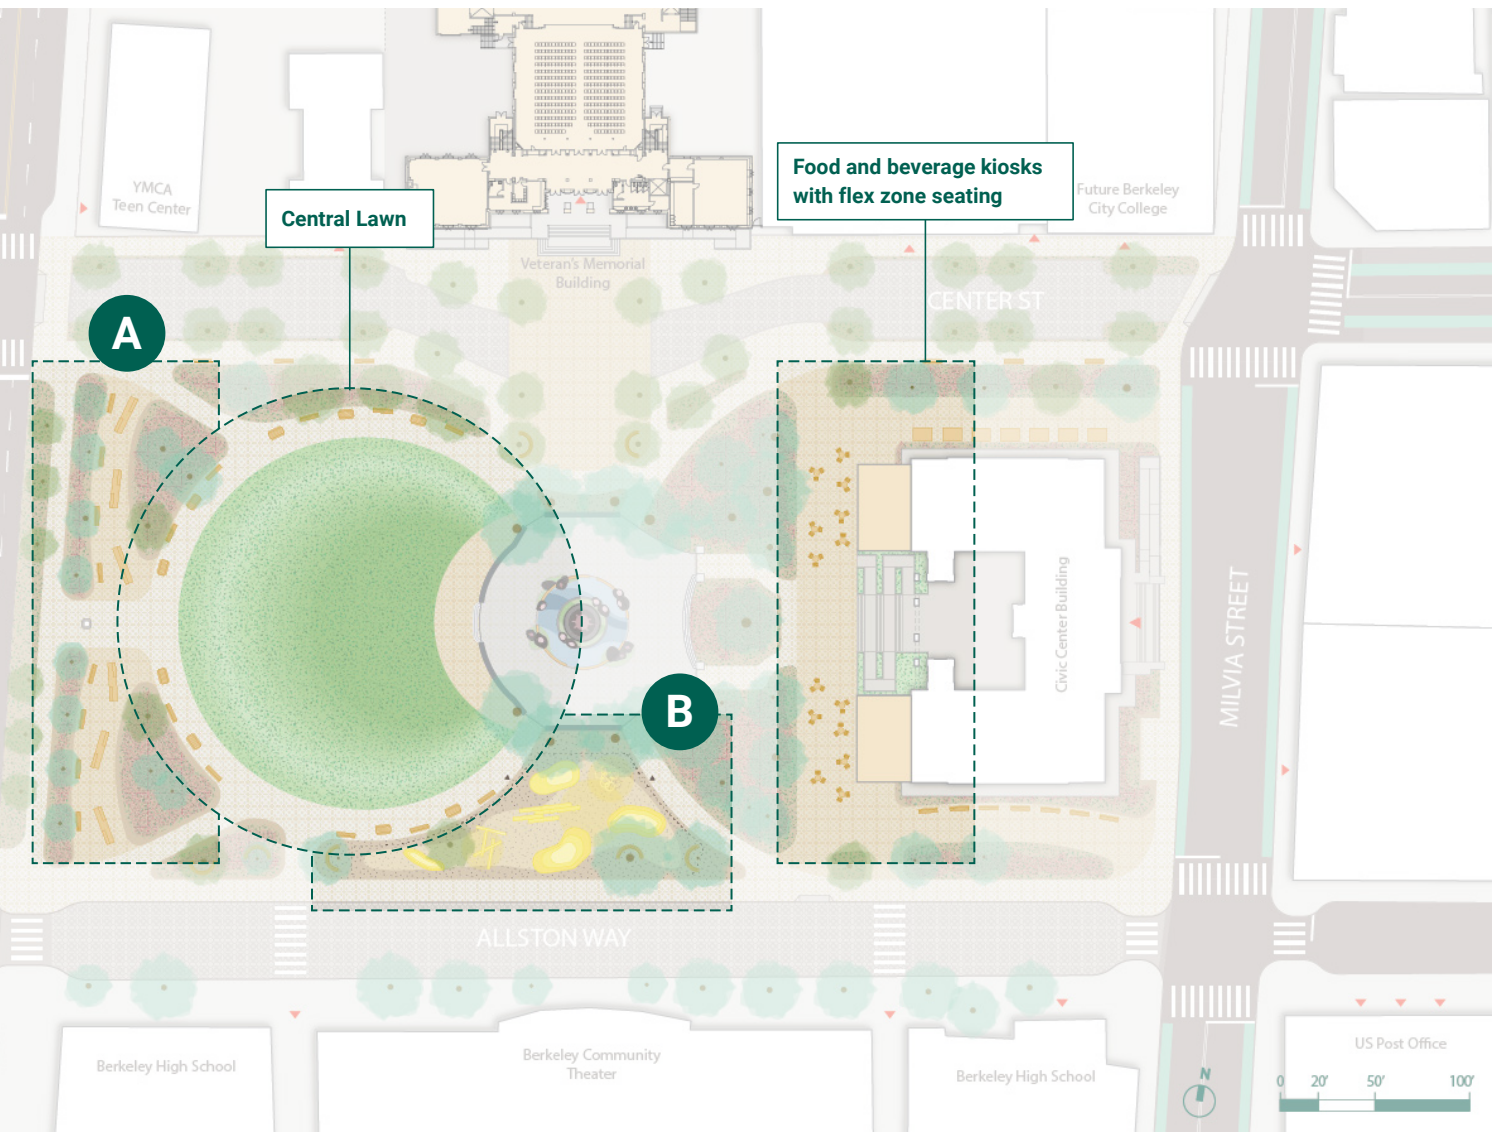 YMCA
Teen Center
Central Lawn
Food and beverage kiosks
with flex zone seating
Future Berkeley
City College
Veteran's Memorial
Building
CENTER ST
A
B
Civic Center Building
MILVIA STREET
ALLSTON WAY
Berkeley High School
Berkeley Community
Theater
Berkeley High School
US Post Office
N
0 20' 50' 100'